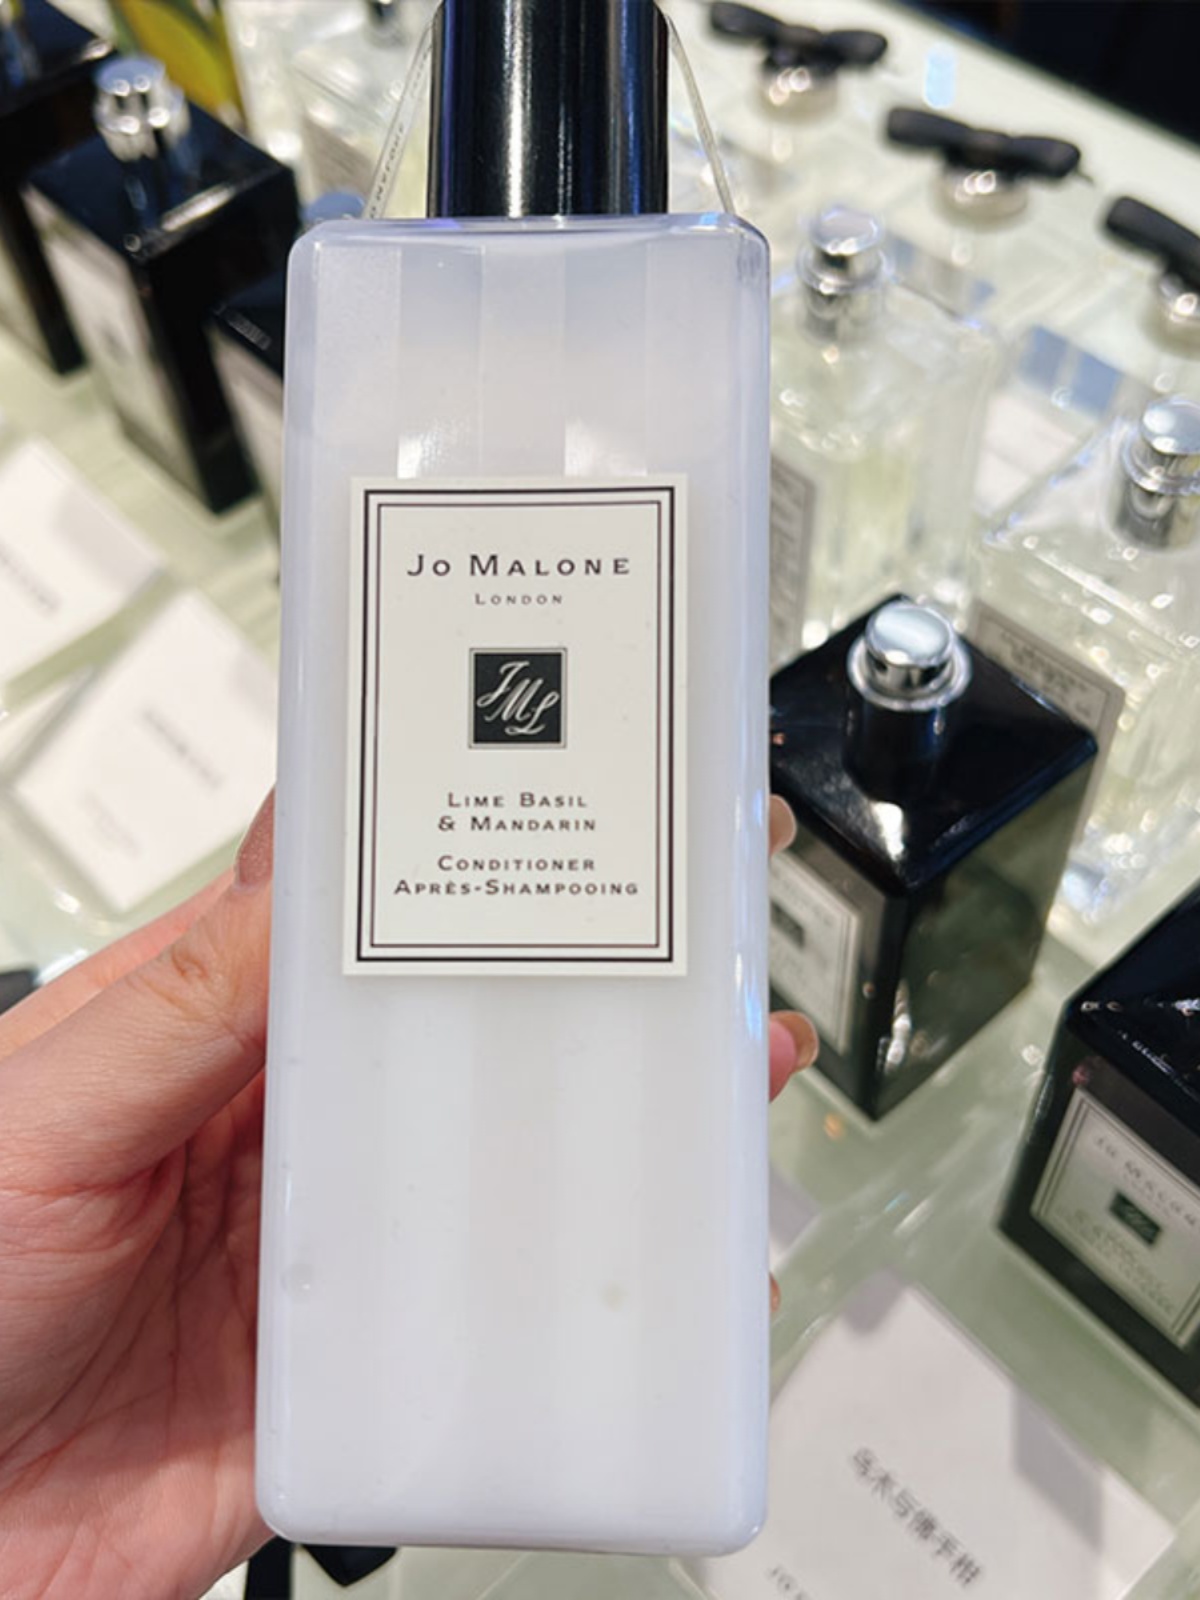 JO MALONE
LONDON
JML
LIME BASIL
& MANDARIN
CONDITIONER
APRÈS-SHAMPOOING
乌木与佛手柑